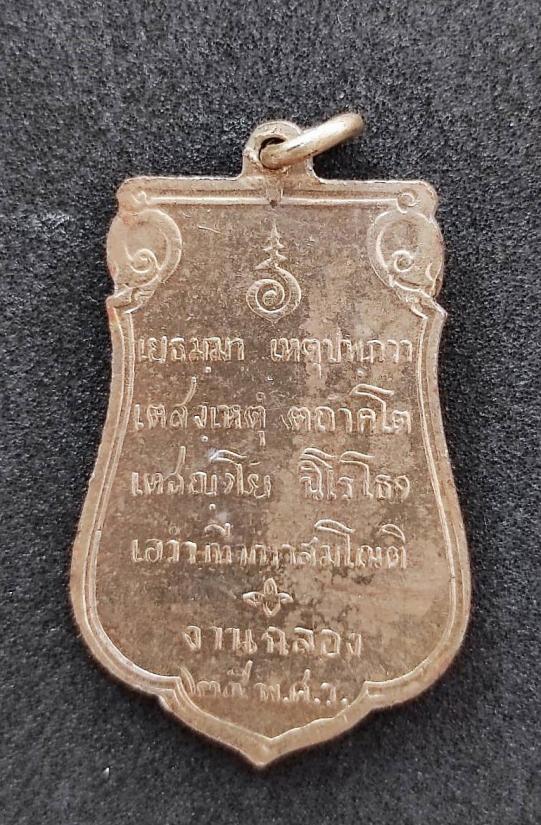 เยธมฺมา เหตุปฺปภวา
เตสํ เหตุํ ตถาคโต
เตสญฺจโย นิโรโธจ
เอวํวาที มหาสมโณติ
งานฉลอง
๒๕ พ.ศ.ว.